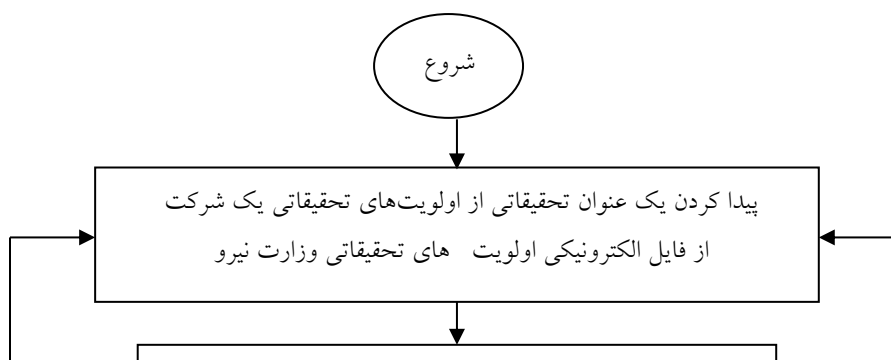 شروع
پیدا کردن یک عنوان تحقیقاتی از اولویت‌های تحقیقاتی یک شرکت
از فایل الکترونیکی اولویت های تحقیقاتی وزارت نیرو